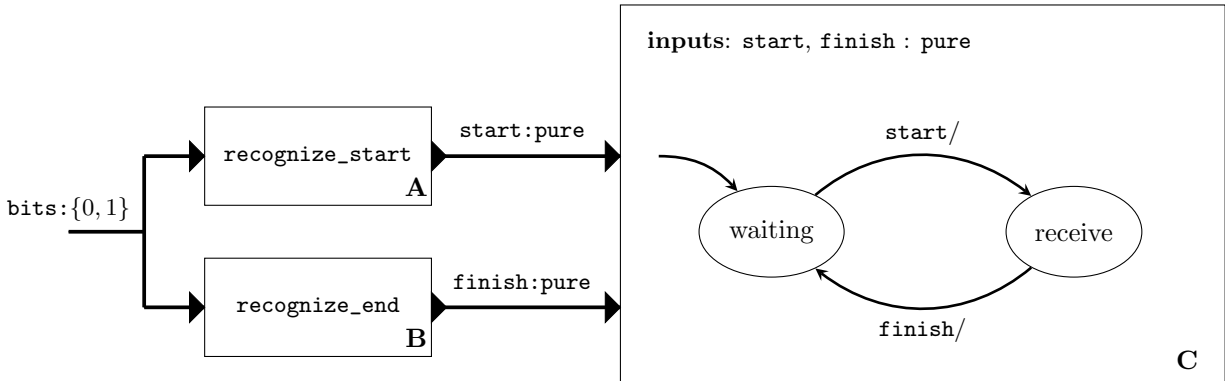 inputs: start, finish : pure
start/
start:pure
recognize_start
A
bits:{0, 1}
waiting
receive
finish:pure
recognize_end
B
finish/
C